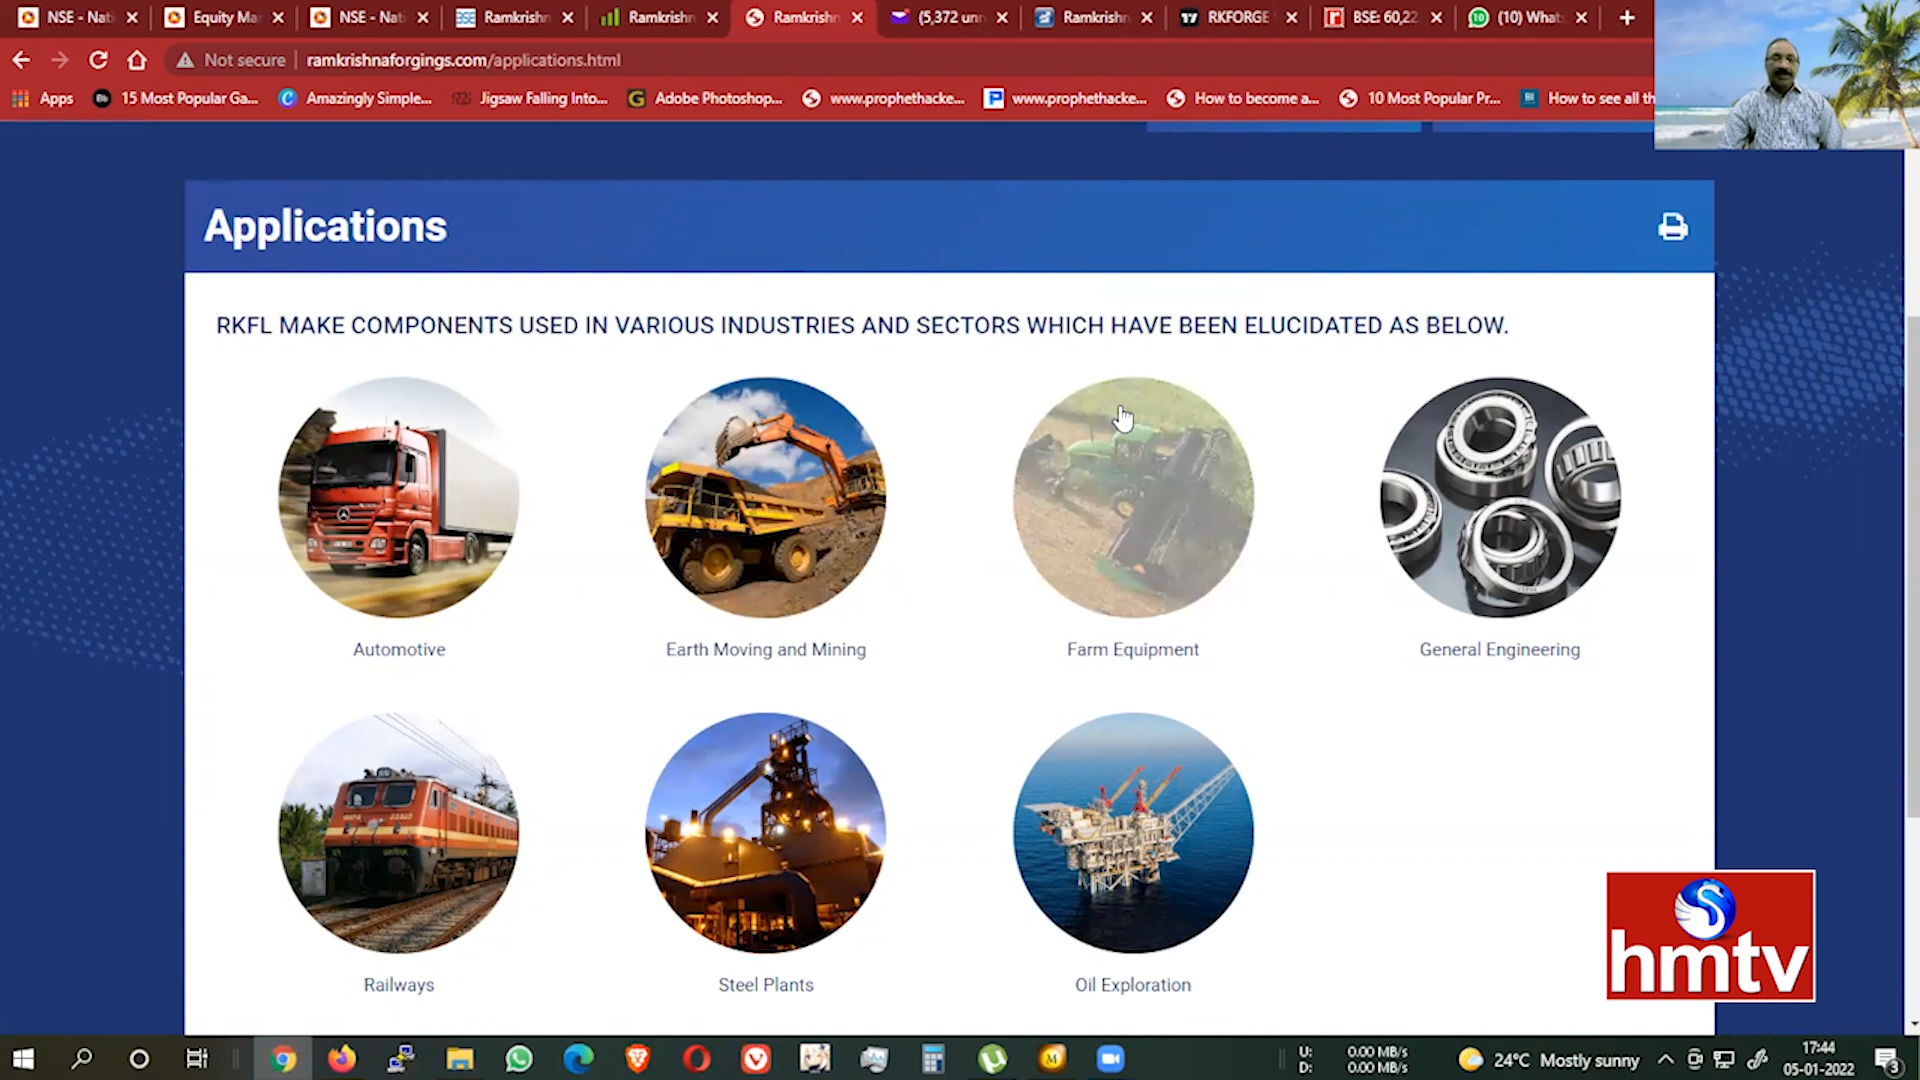 NSE - Nati
Equity Mar
NSE - Nati
BSE
Ramkrishn
Ramkrishn
Ramkrishn
(5,372 unr
Ramkrishn
RKFORGE
BSE: 60,22
(10) What
Not secure
ramkrishnaforgings.com/applications.html
Apps
15 Most Popular Ga...
Amazingly Simple...
Jigsaw Falling Into...
Adobe Photoshop...
www.prophethacke...
www.prophethacke...
How to become a...
10 Most Popular Pr...
BI
How to see all th
Applications
RKFL MAKE COMPONENTS USED IN VARIOUS INDUSTRIES AND SECTORS WHICH HAVE BEEN ELUCIDATED AS BELOW.
Automotive
Earth Moving and Mining
Farm Equipment
General Engineering
Railways
Steel Plants
Oil Exploration
hmtv
U: 0.00 MB/s
D: 0.00 MB/s
24°C Mostly sunny
17:44
05-01-2022
3